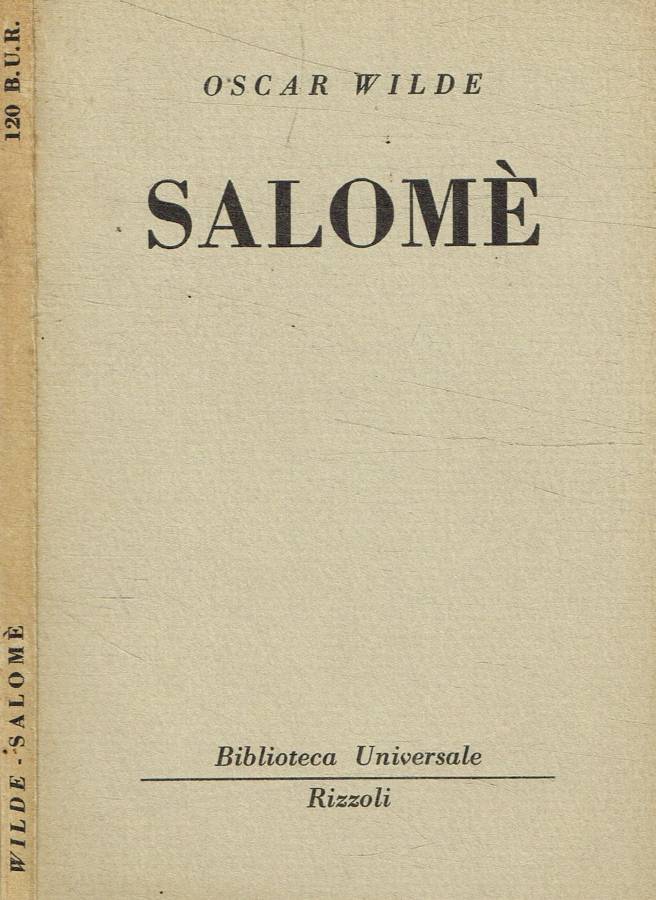 OSCAR WILDE
SALOMÈ
Biblioteca Universale
Rizzoli
120 B.U.R.
WILDE - SALOMÈ